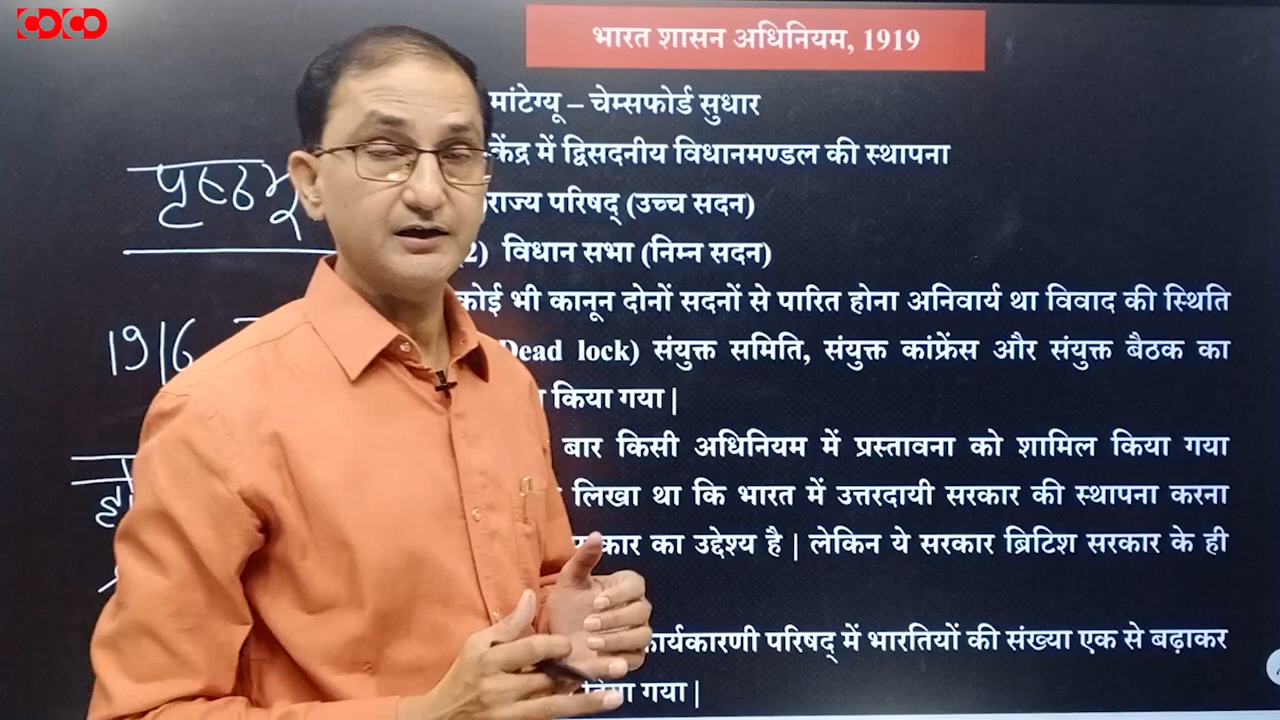 भारत शासन अधिनियम, 1919
मांटेग्यू – चेम्सफोर्ड सुधार
केंद्र में द्विसदनीय विधानमण्डल की स्थापना
राज्य परिषद् (उच्च सदन)
2) विधान सभा (निम्न सदन)
कोई भी कानून दोनों सदनों से पारित होना अनिवार्य था विवाद की स्थिति
Dead lock) संयुक्त समिति, संयुक्त कांफ्रेंस और संयुक्त बैठक का
किया गया |
बार किसी अधिनियम में प्रस्तावना को शामिल किया गया
लिखा था कि भारत में उत्तरदायी सरकार की स्थापना करना
का उद्देश्य है | लेकिन ये सरकार ब्रिटिश सरकार के ही
कार्यकारणी परिषद् में भारतियों की संख्या एक से बढ़ाकर
गया |
1916